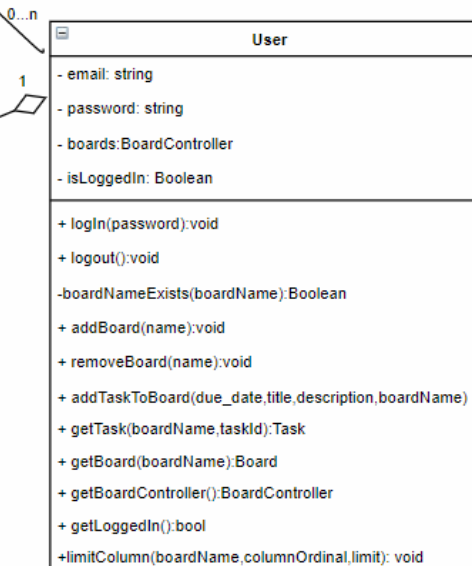 0...n
User
1
- email: string
- password: string
- boards:BoardController
- isLoggedIn: Boolean
+ logIn(password):void
+ logout():void
-boardNameExists(boardName):Boolean
+ addBoard(name):void
+ removeBoard(name):void
+ addTaskToBoard(due_date,title,description,boardName)
+ getTask(boardName,taskId):Task
+ getBoard(boardName):Board
+ getBoardController():BoardController
+ getLoggedIn():bool
+limitColumn(boardName,columnOrdinal,limit): void